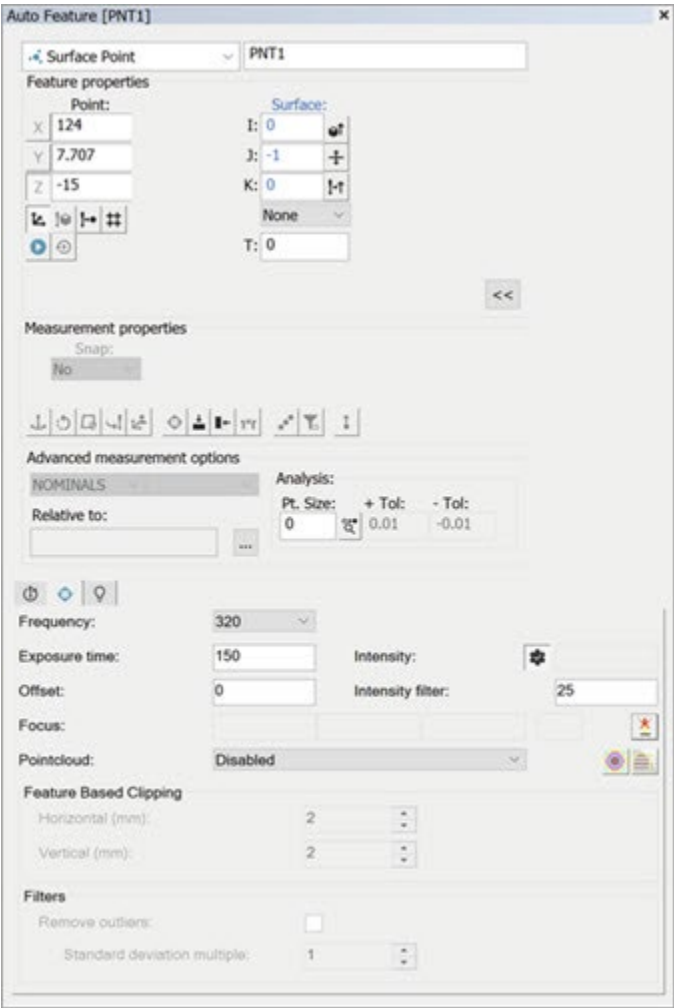 Auto Feature [PNT1]
Surface Point PNT1
Feature properties
Point: Surface:
X 124 I: 0
Y 7.707 J: -1
Z -15 K: 0
None
T: 0
<<
Measurement properties
Snap:
No
Advanced measurement options
NOMINALS Analysis:
Pt. Size: + Tol: - Tol:
Relative to: 0 0.01 -0.01
...
Frequency: 320
Exposure time: 150 Intensity:
Offset: 0 Intensity filter: 25
Focus:
Pointcloud: Disabled
Feature Based Clipping
Horizontal (mm): 2
Vertical (mm): 2
Filters
Remove outliers:
Standard deviation multiple: 1